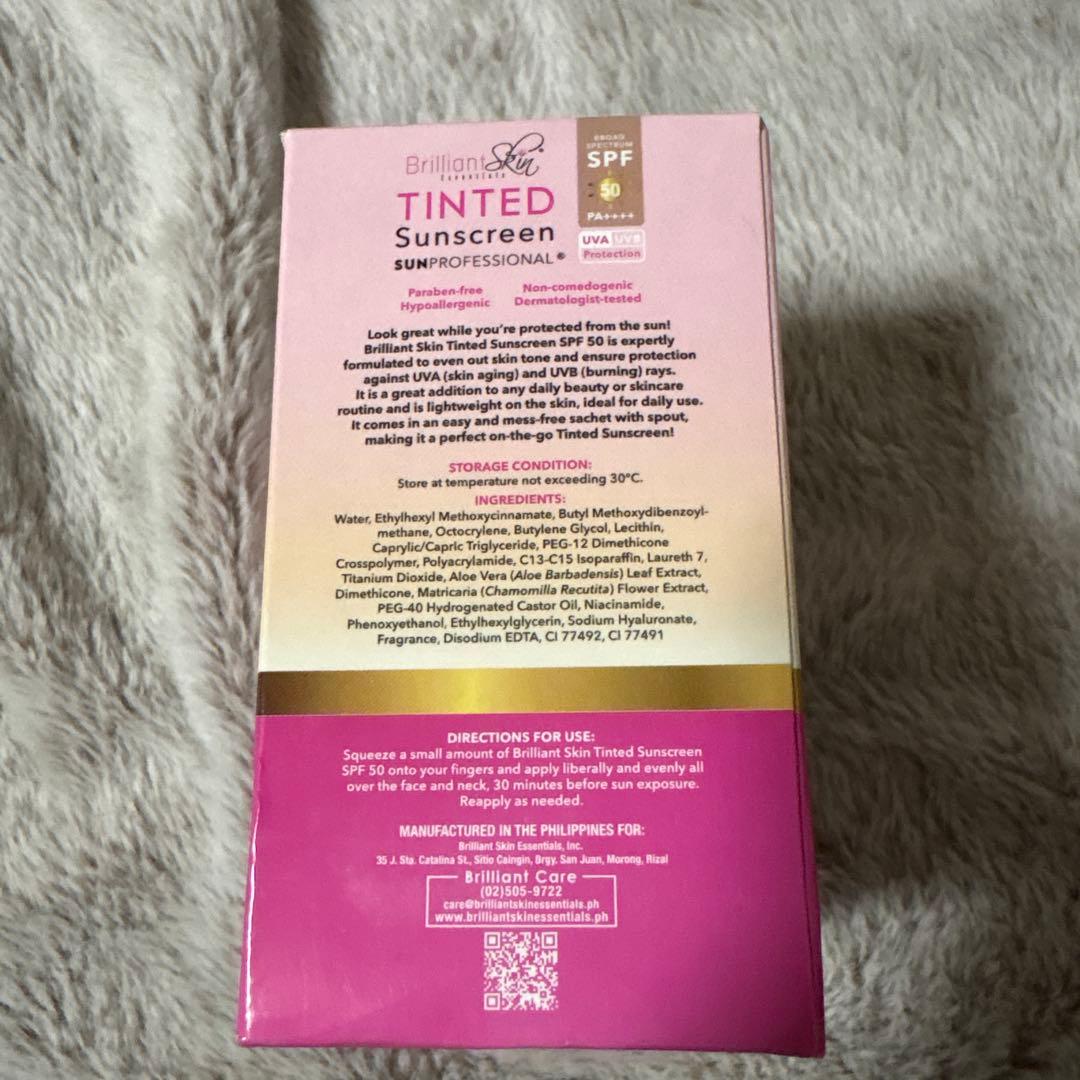 Brilliant Skin®
Essentials
TINTED
Sunscreen
SUNPROFESSIONAL®
BROAD
SPECTRUM
SPF
50
PA++++
UVA UVB
Protection
Paraben-free
Hypoallergenic
Non-comedogenic
Dermatologist-tested
Look great while you're protected from the sun!
Brilliant Skin Tinted Sunscreen SPF 50 is expertly
formulated to even out skin tone and ensure protection
against UVA (skin aging) and UVB (burning) rays.
It is a great addition to any daily beauty or skincare
routine and is lightweight on the skin, ideal for daily use.
It comes in an easy and mess-free sachet with spout,
making it a perfect on-the-go Tinted Sunscreen!
STORAGE CONDITION:
Store at temperature not exceeding 30°C.
INGREDIENTS:
Water, Ethylhexyl Methoxycinnamate, Butyl Methoxydibenzoyl-
methane, Octocrylene, Butylene Glycol, Lecithin,
Caprylic/Capric Triglyceride, PEG-12 Dimethicone
Crosspolymer, Polyacrylamide, C13-C15 Isoparaffin, Laureth 7,
Titanium Dioxide, Aloe Vera (Aloe Barbadensis) Leaf Extract,
Dimethicone, Matricaria (Chamomilla Recutita) Flower Extract,
PEG-40 Hydrogenated Castor Oil, Niacinamide,
Phenoxyethanol, Ethylhexylglycerin, Sodium Hyaluronate,
Fragrance, Disodium EDTA, CI 77492, CI 77491
DIRECTIONS FOR USE:
Squeeze a small amount of Brilliant Skin Tinted Sunscreen
SPF 50 onto your fingers and apply liberally and evenly all
over the face and neck, 30 minutes before sun exposure.
Reapply as needed.
MANUFACTURED IN THE PHILIPPINES FOR:
Brilliant Skin Essentials, Inc.
35 J. Sta. Catalina St., Sitio Caingin, Brgy. San Juan, Morong, Rizal
Brilliant Care
(02)505-9722
care@brilliantskinessentials.ph
www.brilliantskinessentials.ph